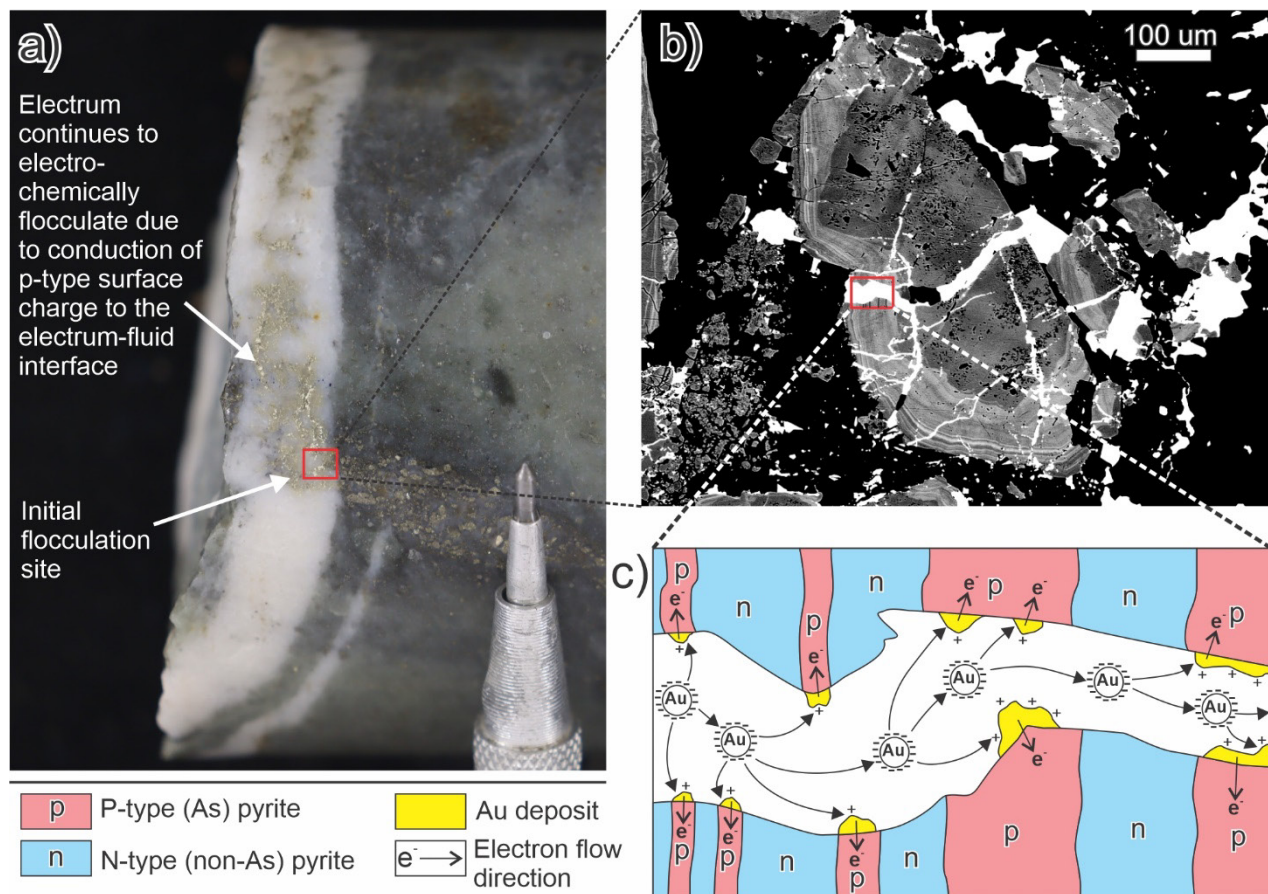 a)
Electrum
continues to
electro-
chemically
flocculate due
to conduction of
p-type surface
charge to the
electrum-fluid
interface
Initial
flocculation
site
b)
100 um
c)
p
e-
n
p
e-
n
e-
p
e-
n
e-
p
+
+
+
+
+ + +
Au
Au
Au
Au
Au
Au
+ + +
+
+
+
+
+
+
+
e-
e-
p
e-
p
n
e-
p
n
p
n
e-
p
p P-type (As) pyrite
n N-type (non-As) pyrite
Au deposit
e- Electron flow
direction